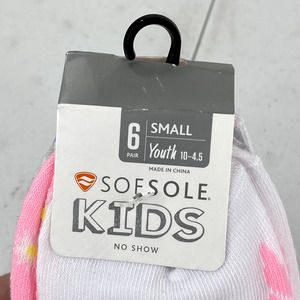 6
PAIR
SMALL
Youth 10-4.5
MADE IN CHINA
SOFSOLE®
KIDS
NO SHOW